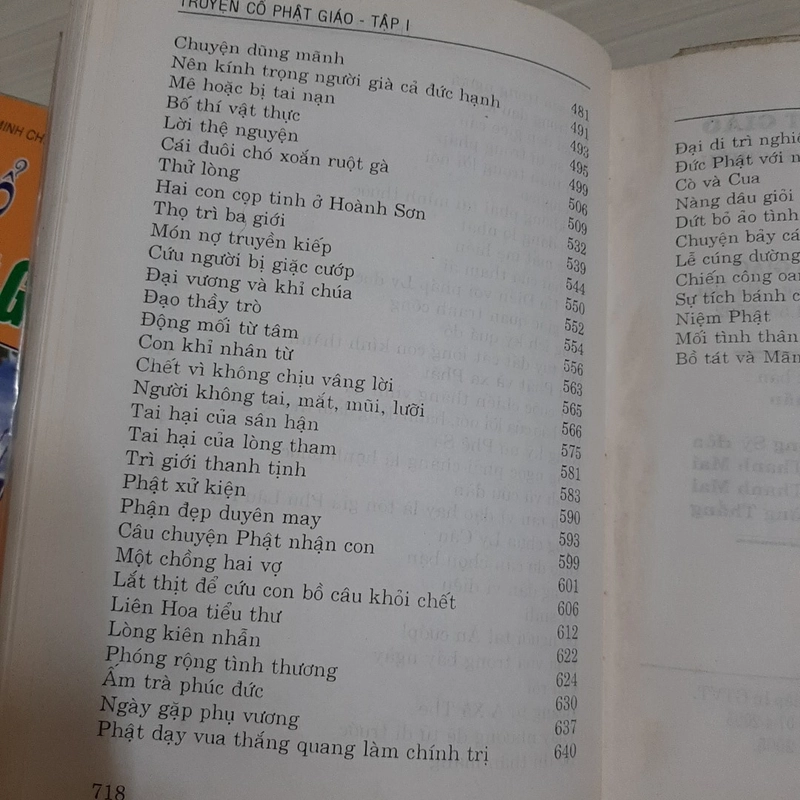 TRUYỆN CỔ PHẬT GIÁO - TẬP I
Chuyện dũng mãnh 481
Nên kính trọng người già cả đức hạnh 491
Mê hoặc bị tai nạn 493
Bố thí vật thực 495
Lời thệ nguyện 499
Cái đuôi chó xoắn ruột gà 506
Thử lòng 509
Hai con cọp tinh ở Hoành Sơn 532
Thọ trì ba giới 539
Món nợ truyền kiếp 544
Cứu người bị giặc cướp 550
Đại vương và khỉ chúa 552
Đạo thầy trò 554
Động mối từ tâm 556
Con khỉ nhân từ 563
Chết vì không chịu vâng lời 565
Người không tai, mắt, mũi, lưỡi 566
Tai hại của sân hận 575
Tai hại của lòng tham 581
Trì giới thanh tịnh 583
Phật xử kiện 590
Phận đẹp duyên may 593
Câu chuyện Phật nhận con 599
Một chồng hai vợ 601
Lắt thịt để cứu con bồ câu khỏi chết 606
Liên Hoa tiểu thư 612
Lòng kiên nhẫn 622
Phóng rộng tình thương 624
Ấm trà phúc đức 630
Ngày gặp phụ vương 637
Phật dạy vua thắng quang làm chính trị 640
718
Đại di trì
Đức Phật với
Cò và Cua
Nàng dâu giỏi
Dứt bỏ ảo tình
Chuyện bảy
Lễ cúng dường
Chiến công
Sự tích bánh
Niệm Phật
Mối tình thân
Bồ tát và
MINH